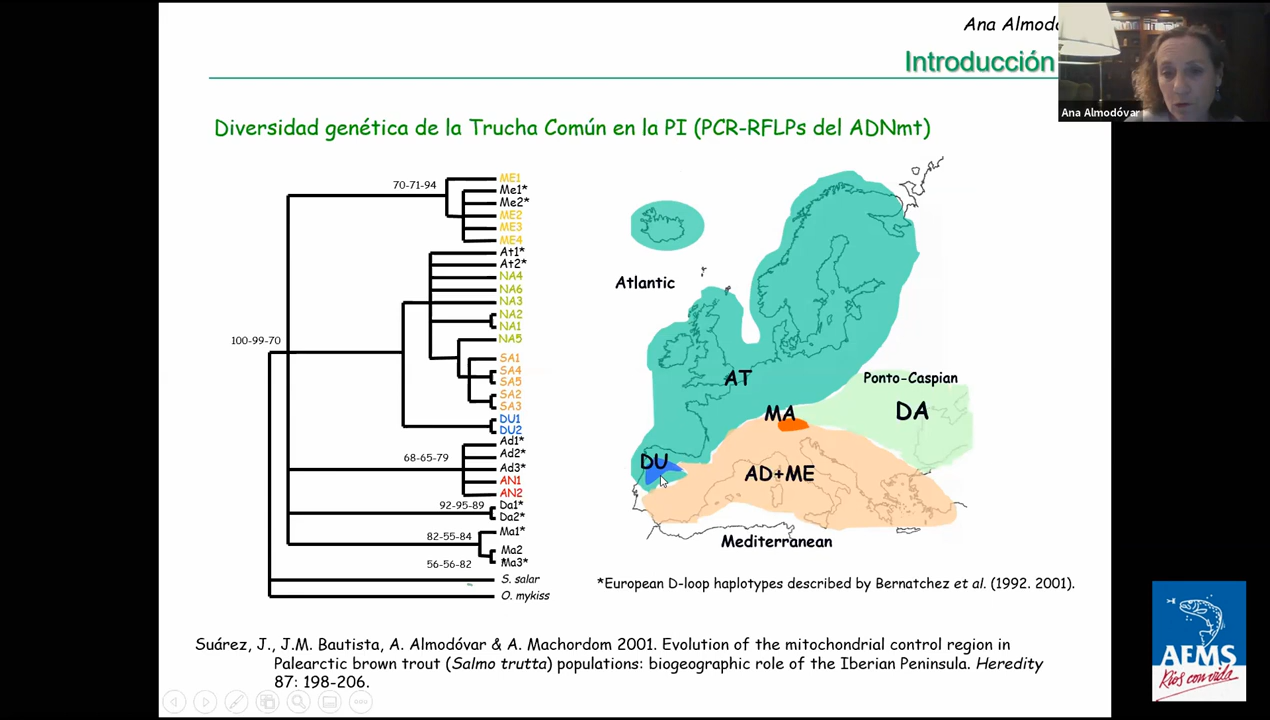 Ana Almodó
Introducción
Ana Almodóvar
Diversidad genética de la Trucha Común en la PI (PCR-RFLPs del ADNmt)
70-71-94
ME1
Me1*
Me2*
ME2
ME3
ME4
At1*
At2*
NA4
NA6
NA3
NA2
NA1
NA5
100-99-70
SA1
SA4
SA5
SA2
SA3
DU1
DU2
Ad1*
Ad2*
68-65-79
Ad3*
AN1
AN2
92-95-89
Da1*
Da2*
82-55-84
Ma1*
Ma2
56-56-82
Ma3*
S. salar
O. mykiss
Atlantic
AT
Ponto-Caspian
DA
MA
DU
AD+ME
Mediterranean
*European D-loop haplotypes described by Bernatchez et al. (1992. 2001).
Suárez, J., J.M. Bautista, A. Almodóvar & A. Machordom 2001. Evolution of the mitochondrial control region in
Palearctic brown trout (Salmo trutta) populations: biogeographic role of the Iberian Peninsula. Heredity
87: 198-206.
AEMS
Ríos con vida